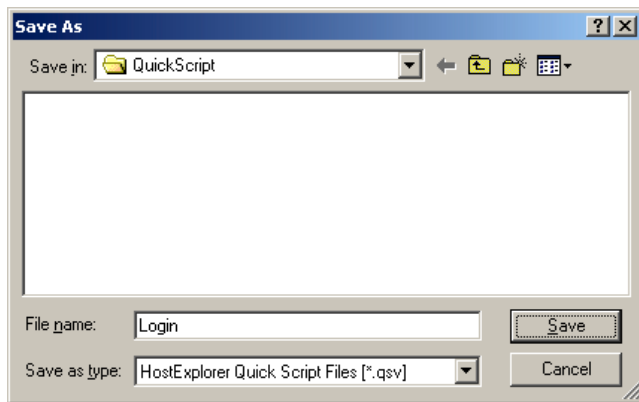 Save As
Save in: QuickScript
File name: Login
Save
Save as type: HostExplorer Quick Script Files [*.qsv]
Cancel